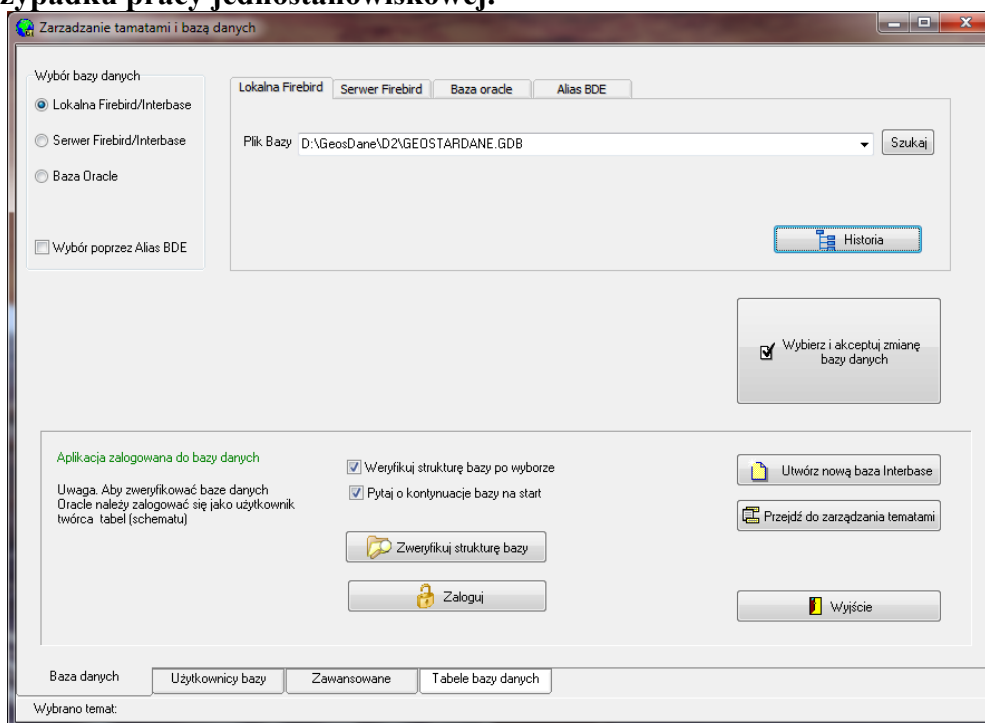 zypadku pracy jednostanowiskowej.
Zarzadzanie tamatami i bazą danych
Wybór bazy danych
Lokalna Firebird/Interbase
Serwer Firebird/Interbase
Baza Oracle
Wybór poprzez Alias BDE
Lokalna Firebird
Serwer Firebird
Baza oracle
Alias BDE
Plik Bazy
D:\GeosDane\D2\GEOSTARDANE.GDB
Szukaj
Historia
Wybierz i akceptuj zmianę
bazy danych
Aplikacja zalogowana do bazy danych
Uwaga. Aby zweryfikować baze danych
Oracle należy zalogować się jako użytkownik
twórca tabel (schematu)
Weryfikuj strukturę bazy po wyborze
Pytaj o kontynuacje bazy na start
Zweryfikuj strukturę bazy
Zaloguj
Utwórz nową baza Interbase
Przejdź do zarządzania tematami
Wyjście
Baza danych
Użytkownicy bazy
Zawansowane
Tabele bazy danych
Wybrano temat: